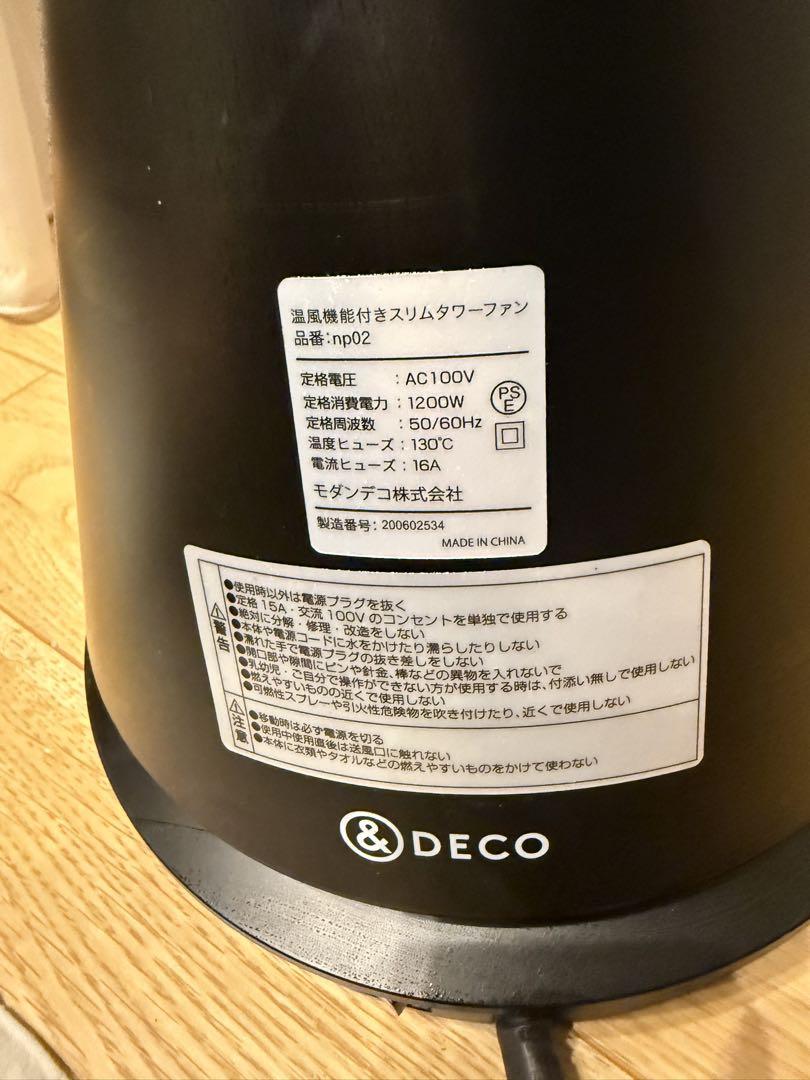 温風機能付きスリムタワーファン
品番:np02
定格電圧 : AC100V
定格消費電力 : 1200W
定格周波数 : 50/60Hz
温度ヒューズ : 130℃
電流ヒューズ : 16A
PS
E
モダンデコ株式会社
製造番号: 200602534
MADE IN CHINA
警告
●使用時以外は電源プラグを抜く
●定格15A・交流100Vのコンセントを単独で使用する
●絶対に分解・修理・改造をしない
●本体や電源コードに水をかけたり濡らしたりしない
●濡れた手で電源プラグの抜き差しをしない
●開口部や隙間にピンや針金、棒などの異物を入れないで
●乳幼児・ご自分で操作ができない方が使用する時は、付添い無しで使用しない
●燃えやすいものの近くで使用しない
●可燃性スプレーや引火性危険物を吹き付けたり、近くで使用しない
注意
●移動時は必ず電源を切る
●使用中使用直後は送風口に触れない
●本体に衣類やタオルなどの燃えやすいものをかけて使わない
& DECO